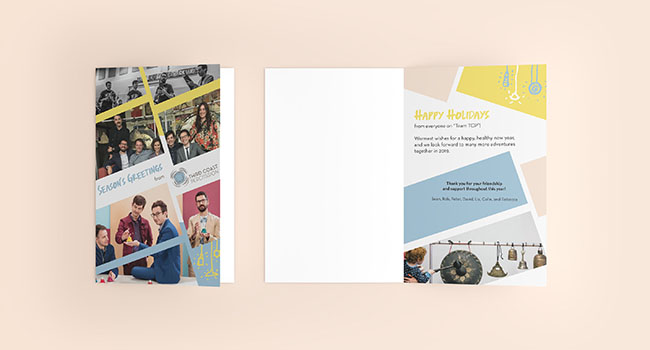 SEASON'S GREETINGS
from
THIRD COAST
PERCUSSION
HAPPY HOLIDAYS
from everyone on "Team TCP"!
Warmest wishes for a happy, healthy new year,
and we look forward to many more adventures
together in
Thank you for your friendship
and support throughout this year!
Sean, Rob, Peter, David, Liz, Colin, and Rebecca